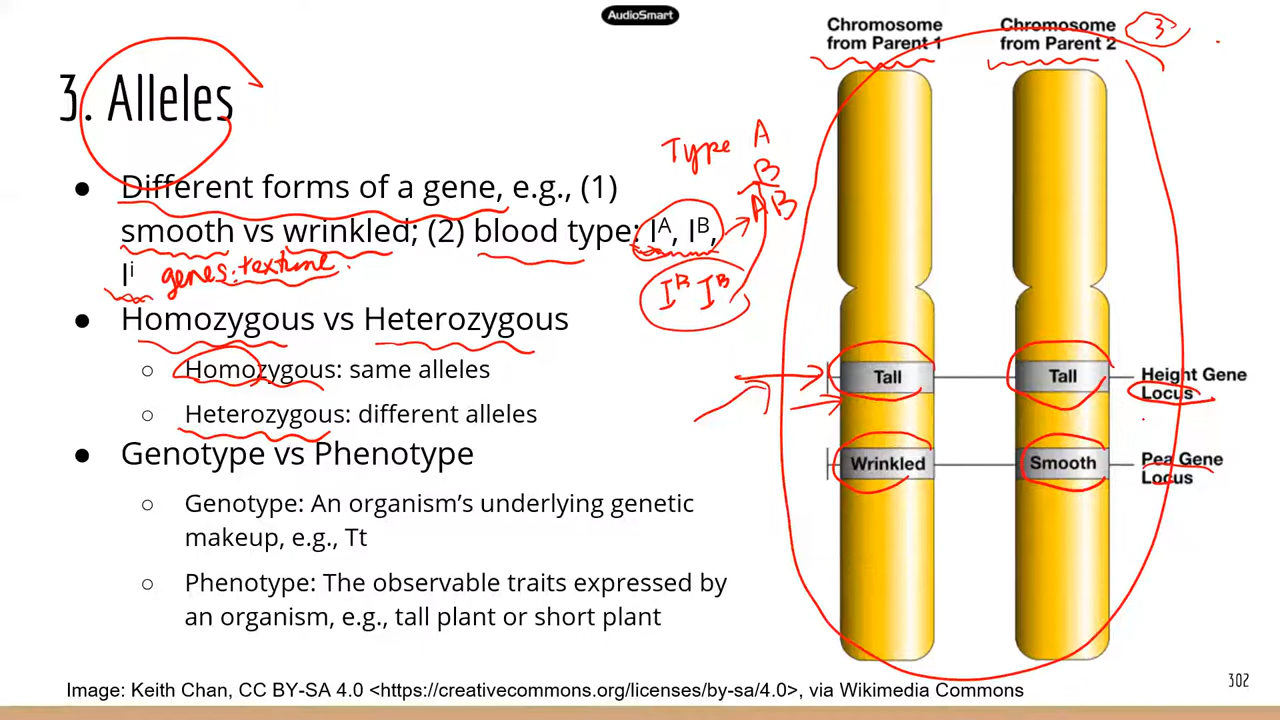 AudioSmart
3. Alleles
● Different forms of a gene, e.g., (1)
smooth vs wrinkled; (2) blood type: Iᴬ, Iᴮ,
Iⁱ
genes: texture.
Type A
B
AB
Iᴮ Iᴮ
● Homozygous vs Heterozygous
○ Homozygous: same alleles
○ Heterozygous: different alleles
● Genotype vs Phenotype
○ Genotype: An organism’s underlying genetic
makeup, e.g., Tt
○ Phenotype: The observable traits expressed by
an organism, e.g., tall plant or short plant
Chromosome
from Parent 1
Chromosome
from Parent 2
3
Tall
Tall
Height Gene
Locus
Wrinkled
Smooth
Pea Gene
Locus
Image: Keith Chan, CC BY-SA 4.0 <https://creativecommons.org/licenses/by-sa/4.0>, via Wikimedia Commons
302